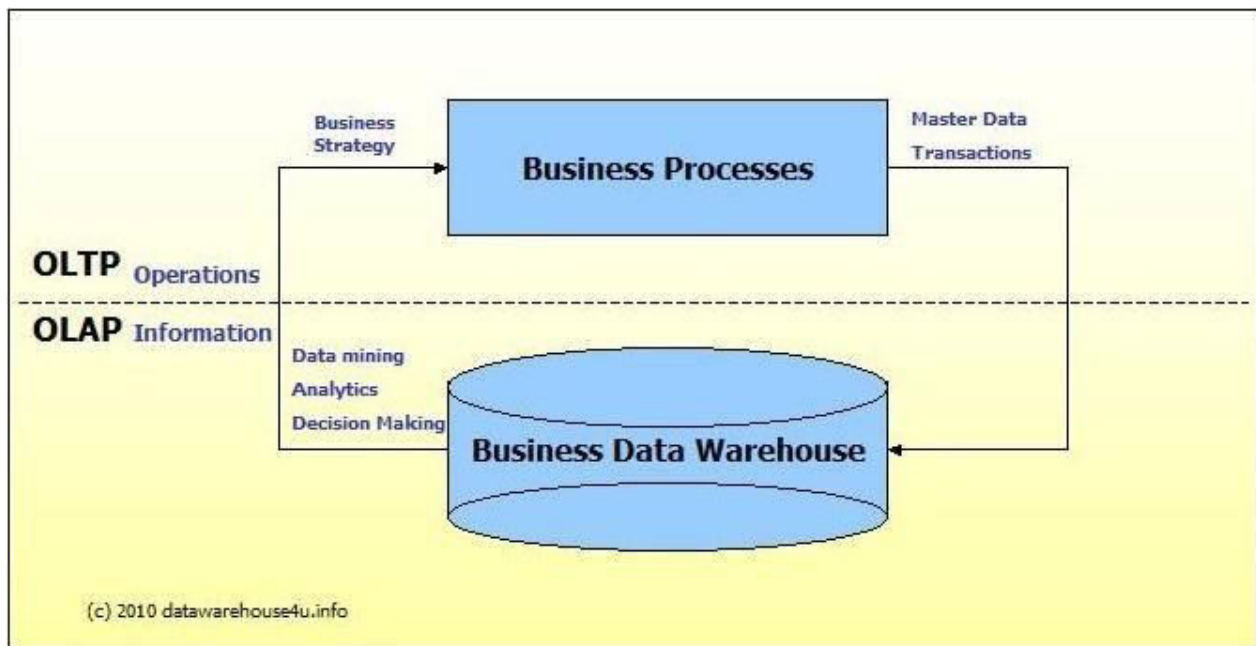 Business
Strategy
Business Processes
Master Data
Transactions
OLTP Operations
OLAP Information
Data mining
Analytics
Decision Making
Business Data Warehouse
(c) 2010 datawarehouse4u.info